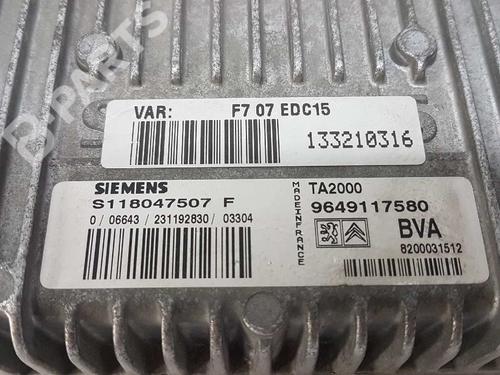 B-PARTS
VAR: F7 07 EDC15
133210316
SIEMENS
S118047507 F
0 / 06643 / 231192830 / 03304
MADE IN FRANCE
TA2000
9649117580
BVA
8200031512